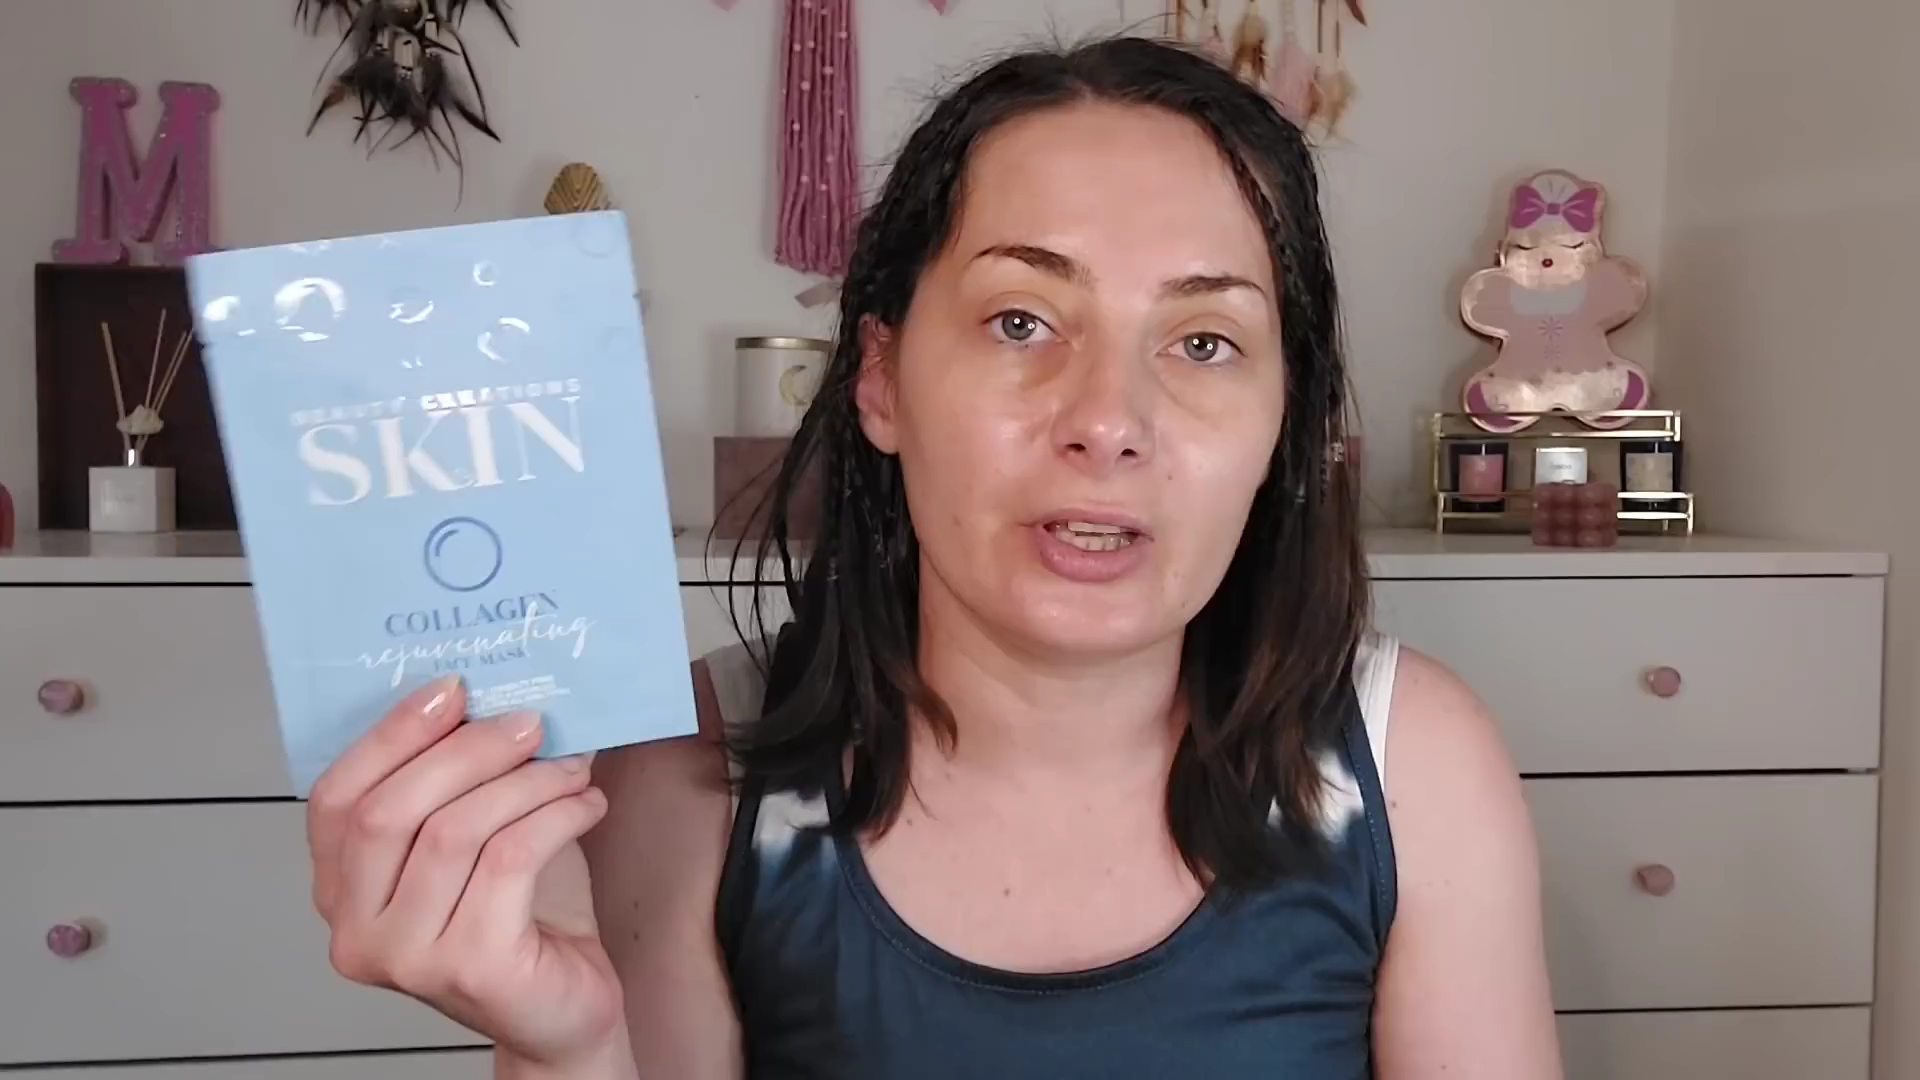 M
BEAUTY CREATIONS
SKIN
COLLAGEN
rejuvenating
FACE MASK